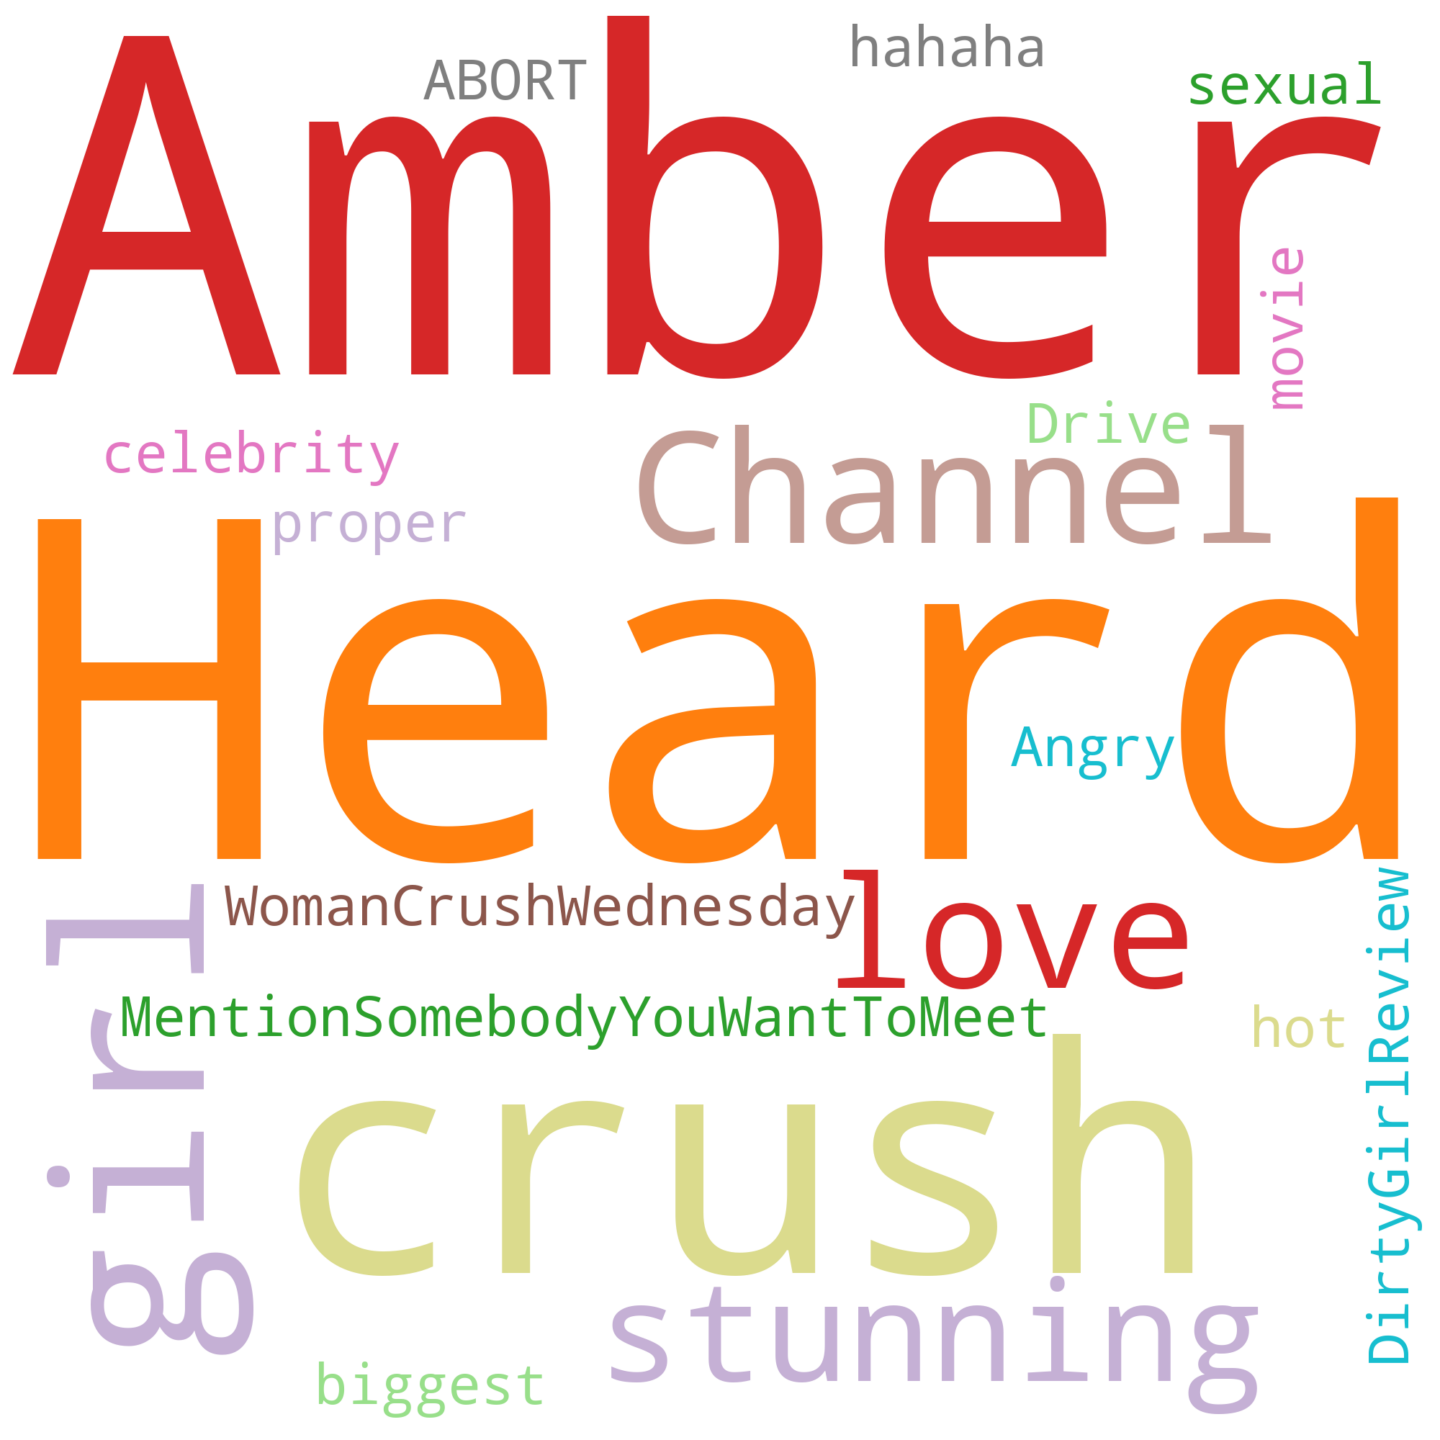 hahaha
ABORT
sexual
Amber
movie
Drive
celebrity
Channel
proper
Heard
Angry
WomanCrushWednesday
love
MentionSomebodyYouWantToMeet
hot
girl
DirtyGirlReview
crush
stunning
biggest